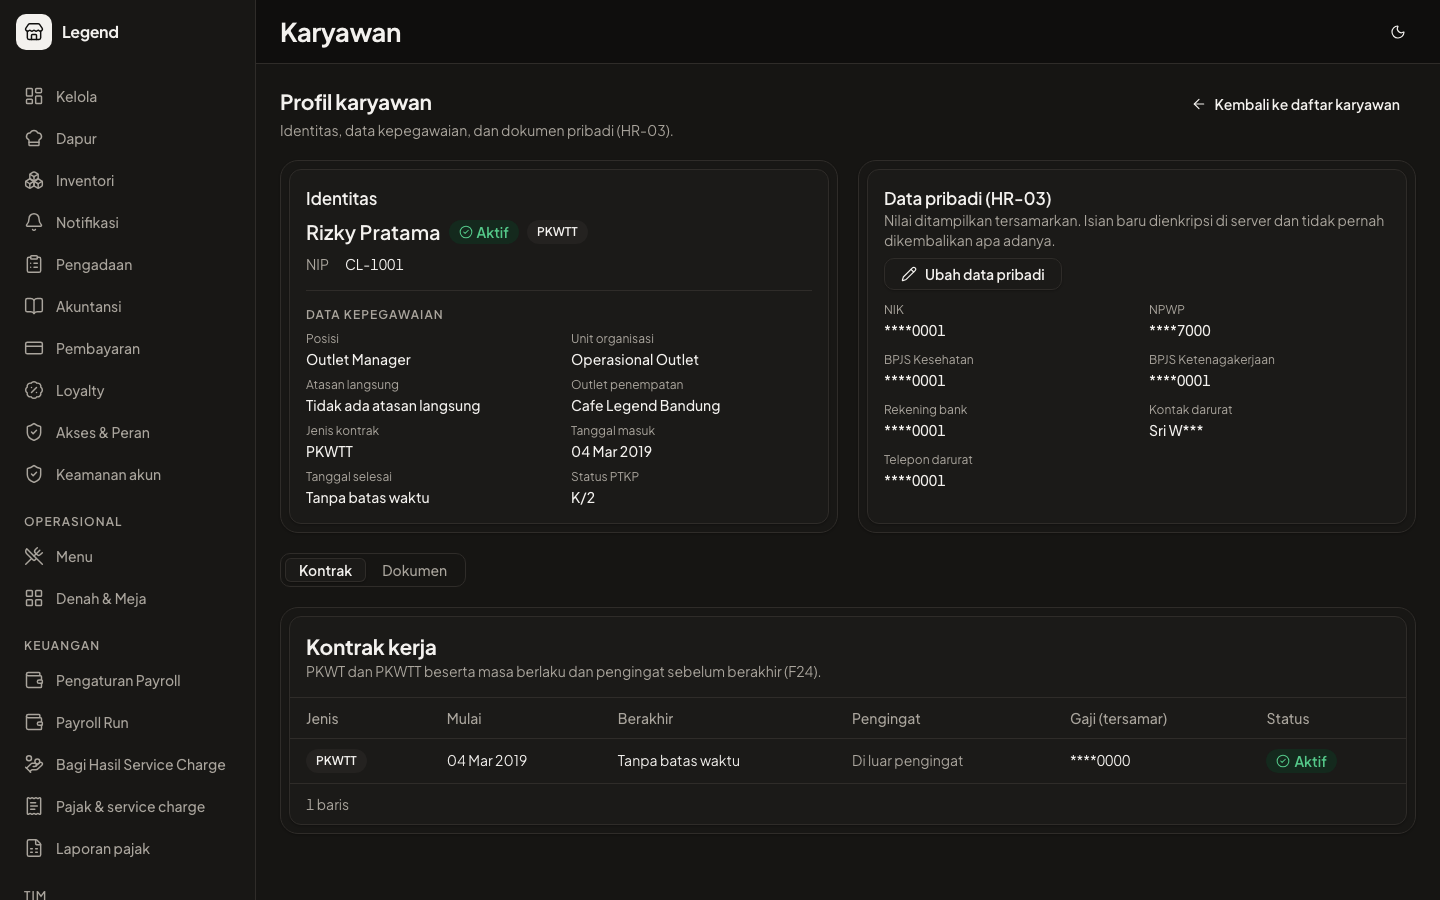 Legend
Kelola
Dapur
Inventori
Notifikasi
Pengadaan
Akuntansi
Pembayaran
Loyalty
Akses & Peran
Keamanan akun
OPERASIONAL
Menu
Denah & Meja
KEUANGAN
Pengaturan Payroll
Payroll Run
Bagi Hasil Service Charge
Pajak & service charge
Laporan pajak
TIM
Karyawan
Profil karyawan
Identitas, data kepegawaian, dan dokumen pribadi (HR-03).
Kembali ke daftar karyawan
Identitas
Rizky Pratama Aktif PKWTT
NIP CL-1001
DATA KEPEGAWAIAN
Posisi Unit organisasi
Outlet Manager Operasional Outlet
Atasan langsung Outlet penempatan
Tidak ada atasan langsung Cafe Legend Bandung
Jenis kontrak Tanggal masuk
PKWTT 04 Mar 2019
Tanggal selesai Status PTKP
Tanpa batas waktu K/2
Data pribadi (HR-03)
Nilai ditampilkan tersamarkan. Isian baru dienkripsi di server dan tidak pernah
dikembalikan apa adanya.
Ubah data pribadi
NIK NPWP
****0001 ****7000
BPJS Kesehatan BPJS Ketenagakerjaan
****0001 ****0001
Rekening bank Kontak darurat
****0001 Sri W***
Telepon darurat
****0001
Kontrak Dokumen
Kontrak kerja
PKWT dan PKWTT beserta masa berlaku dan pengingat sebelum berakhir (F24).
Jenis Mulai Berakhir Pengingat Gaji (tersamar) Status
PKWTT 04 Mar 2019 Tanpa batas waktu Di luar pengingat ****0000 Aktif
1 baris